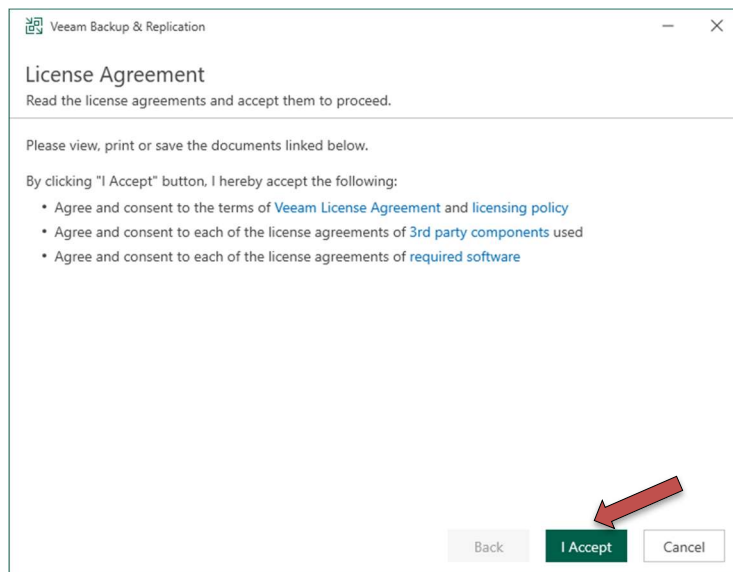 Veeam Backup & Replication
License Agreement
Read the license agreements and accept them to proceed.
Please view, print or save the documents linked below.
By clicking "I Accept" button, I hereby accept the following:
• Agree and consent to the terms of Veeam License Agreement and licensing policy
• Agree and consent to each of the license agreements of 3rd party components used
• Agree and consent to each of the license agreements of required software
Back I Accept Cancel